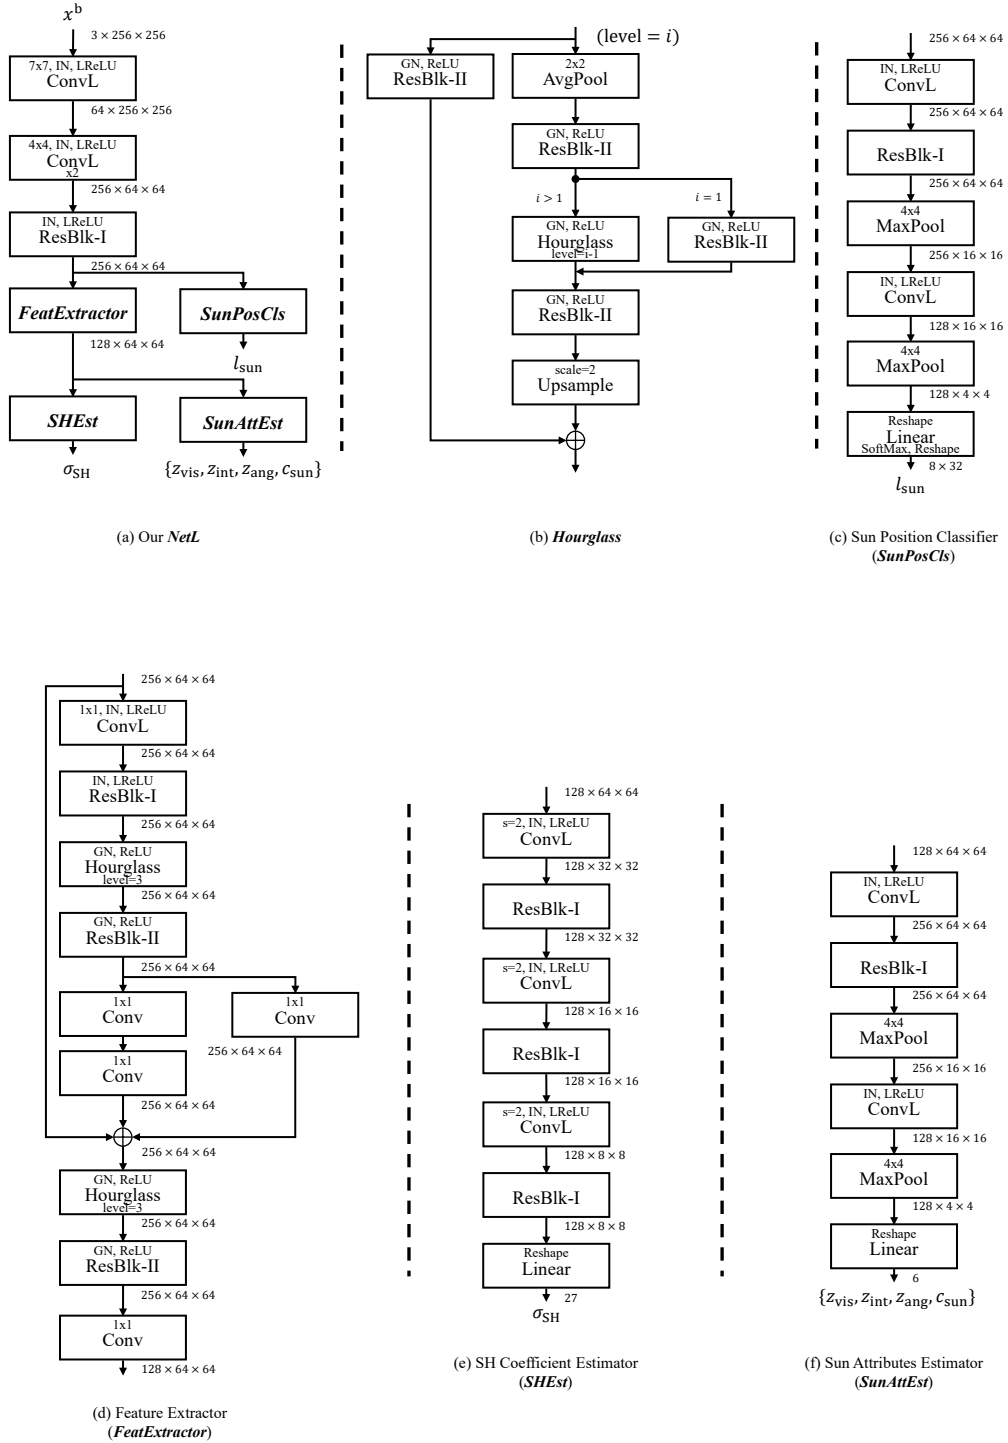 x^b
3 × 256 × 256
7x7, IN, LReLU
ConvL
64 × 256 × 256
4x4, IN, LReLU
ConvL
x2
256 × 64 × 64
IN, LReLU
ResBlk-I
256 × 64 × 64
FeatExtractor
SunPosCls
128 × 64 × 64
l_sun
SHEst
SunAttEst
σ_SH
{z_vis, z_int, z_ang, c_sun}
(a) Our NetL
(level = i)
GN, ReLU
ResBlk-II
2x2
AvgPool
GN, ReLU
ResBlk-II
i > 1
i = 1
GN, ReLU
Hourglass
level=i-1
GN, ReLU
ResBlk-II
GN, ReLU
ResBlk-II
scale=2
Upsample
(b) Hourglass
256 × 64 × 64
IN, LReLU
ConvL
256 × 64 × 64
ResBlk-I
256 × 64 × 64
4x4
MaxPool
256 × 16 × 16
IN, LReLU
ConvL
128 × 16 × 16
4x4
MaxPool
128 × 4 × 4
Reshape
Linear
SoftMax, Reshape
8 × 32
l_sun
(c) Sun Position Classifier
(SunPosCls)
256 × 64 × 64
1x1, IN, LReLU
ConvL
256 × 64 × 64
IN, LReLU
ResBlk-I
256 × 64 × 64
GN, ReLU
Hourglass
level=3
256 × 64 × 64
GN, ReLU
ResBlk-II
256 × 64 × 64
1x1
Conv
1x1
Conv
256 × 64 × 64
1x1
Conv
256 × 64 × 64
256 × 64 × 64
GN, ReLU
Hourglass
level=3
256 × 64 × 64
GN, ReLU
ResBlk-II
256 × 64 × 64
1x1
Conv
128 × 64 × 64
(d) Feature Extractor
(FeatExtractor)
128 × 64 × 64
s=2, IN, LReLU
ConvL
128 × 32 × 32
ResBlk-I
128 × 32 × 32
s=2, IN, LReLU
ConvL
128 × 16 × 16
ResBlk-I
128 × 16 × 16
s=2, IN, LReLU
ConvL
128 × 8 × 8
ResBlk-I
128 × 8 × 8
Reshape
Linear
27
σ_SH
(e) SH Coefficient Estimator
(SHEst)
128 × 64 × 64
IN, LReLU
ConvL
256 × 64 × 64
ResBlk-I
256 × 64 × 64
4x4
MaxPool
256 × 16 × 16
IN, LReLU
ConvL
128 × 16 × 16
4x4
MaxPool
128 × 4 × 4
Reshape
Linear
6
{z_vis, z_int, z_ang, c_sun}
(f) Sun Attributes Estimator
(SunAttEst)